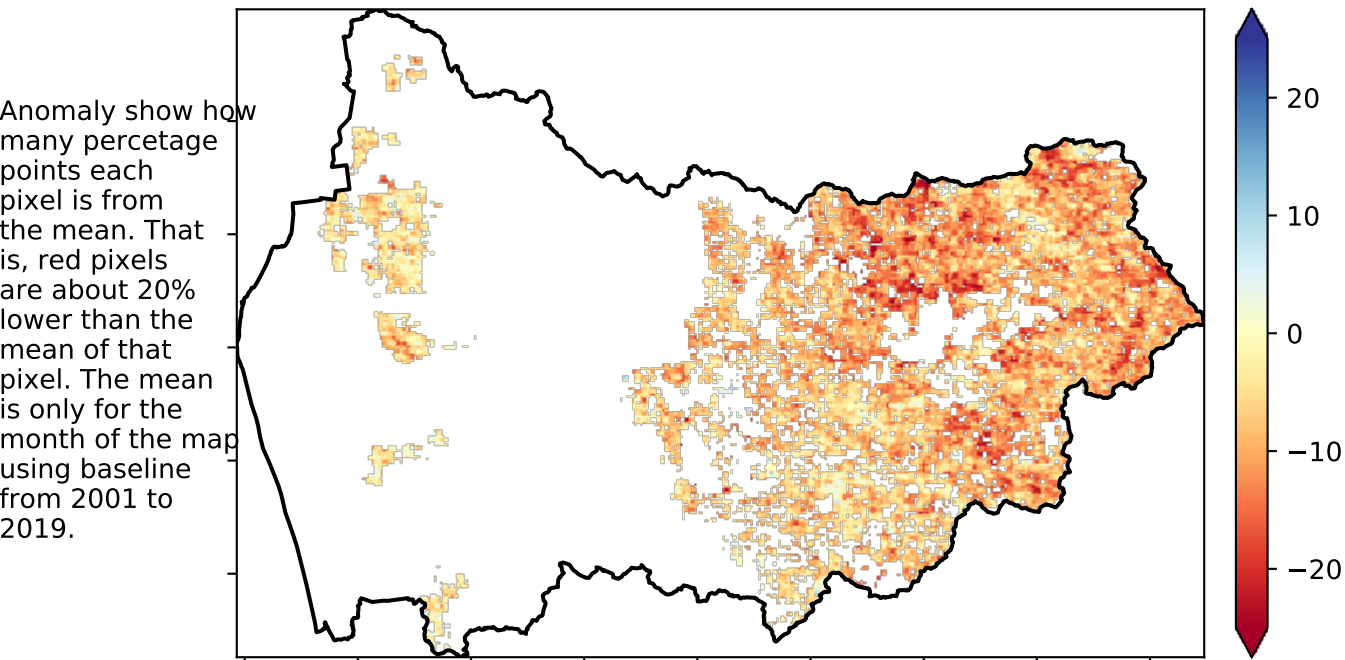 Anomaly show how
many percetage
points each
pixel is from
the mean. That
is, red pixels
are about 20%
lower than the
mean of that
pixel. The mean
is only for the
month of the map
using baseline
from 2001 to
2019.
20
10
0
−10
−20